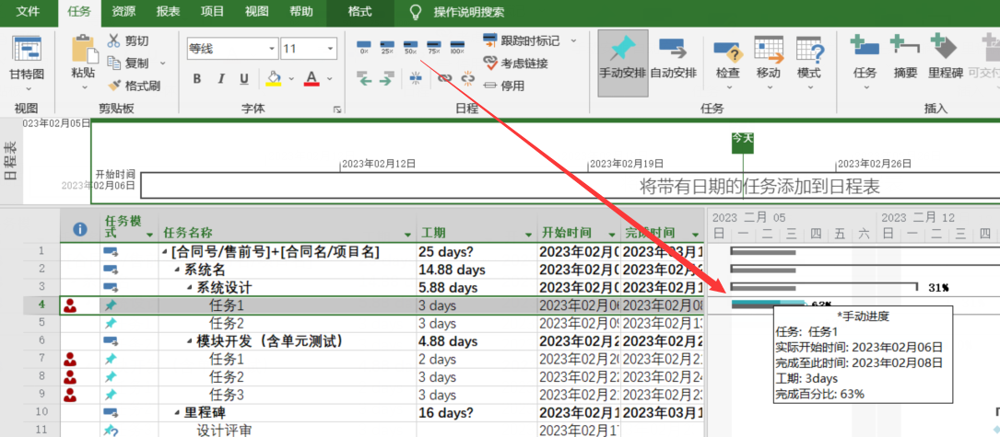 文件 任务 资源 报表 项目 视图 帮助 格式 操作说明搜索
甘特图
视图
粘贴
剪切
复制
格式刷
剪贴板
等线 11
B I U A
字体
0× 25× 50× 75× 100×
跟踪时标记
考虑链接
停用
日程
手动安排 自动安排
检查 移动 模式
任务
任务 摘要 里程碑 可交付
插入
日程表
023年02月05日
今天
2023年02月12日 2023年02月19日 2023年02月26日
开始时间
2023年02月06日
将带有日期的任务添加到日程表
任务模式 任务名称 工期 开始时间 完成时间
2023 二月 05 2023 二月 12
日 一 二 三 四 五 六 日 一 二 三 四
1 [合同号/售前号]+[合同名/项目名] 25 days? 2023年02月0 2023年03月1
2 系统名 14.88 days 2023年02月0 2023年02月2
3 系统设计 5.88 days 2023年02月0 2023年02月1 31%
4 任务1 3 days 2023年02月06 2023年02月08 63%
5 任务2 3 days 2023年02月09 2023年02月13
6 模块开发（含单元测试） 4.88 days 2023年02月2 2023年02月2
7 任务1 2 days 2023年02月21 2023年02月22
8 任务2 3 days 2023年02月22 2023年02月24
9 任务3 3 days 2023年02月21 2023年02月23
10 里程碑 16 days? 2023年02月1 2023年03月1
11 设计评审 2023年02月17
*手动进度
任务: 任务1
实际开始时间: 2023年02月06日
完成至此时间: 2023年02月08日
工期: 3days
完成百分比: 63%